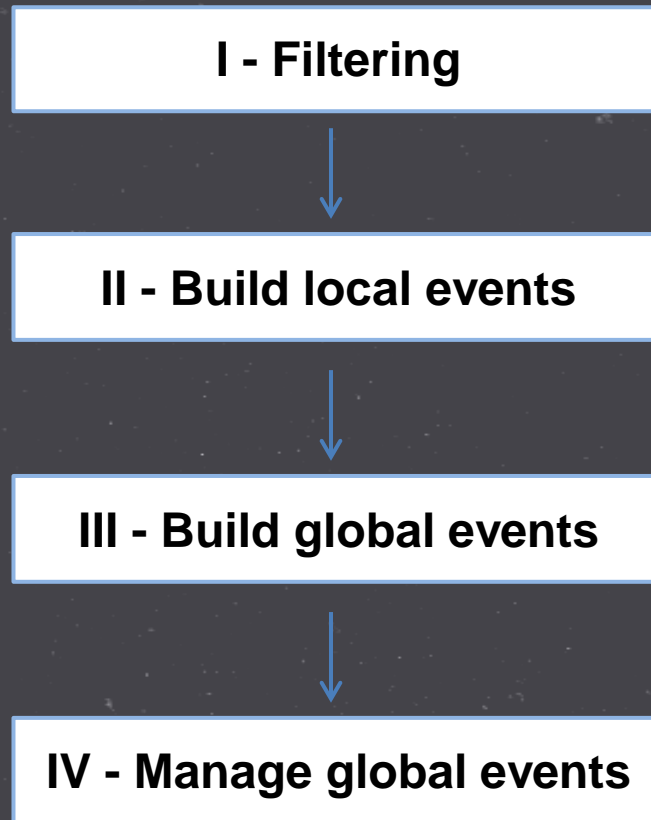 I - Filtering
II - Build local events
III - Build global events
IV - Manage global events